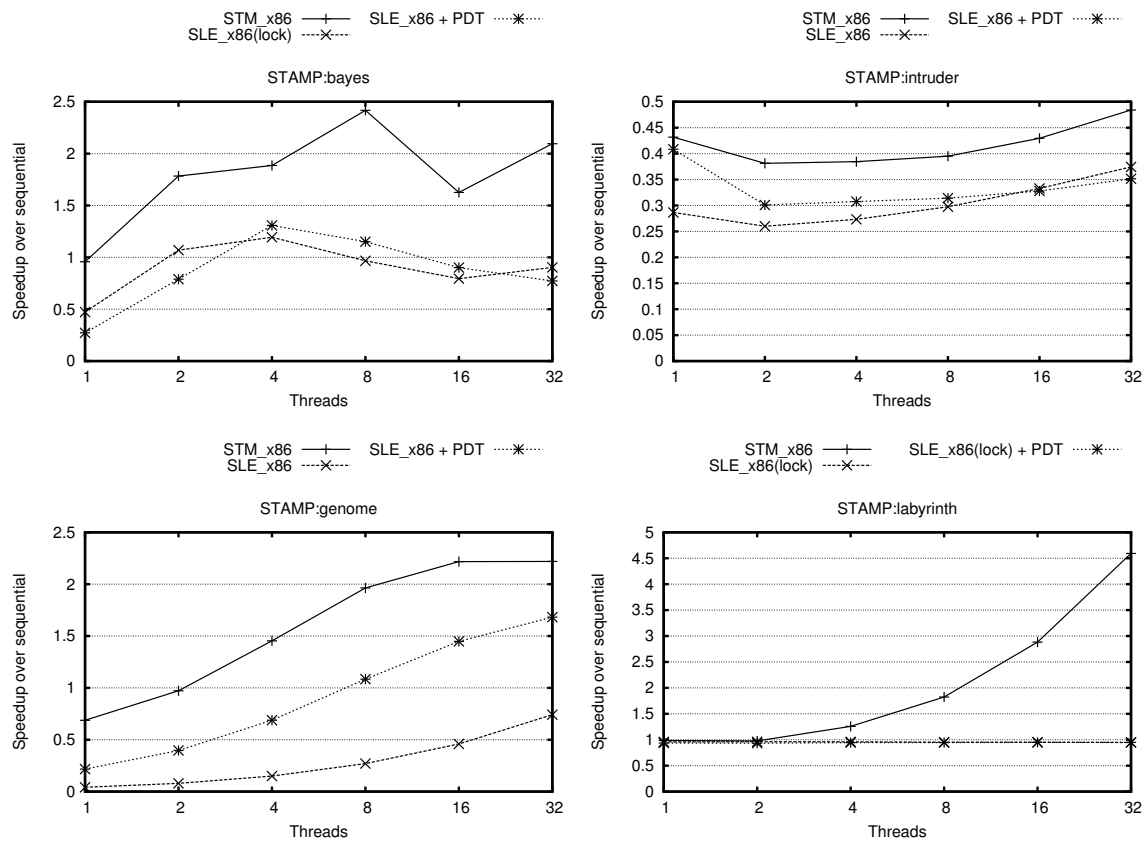 STM_x86
SLE_x86(lock)
SLE_x86 + PDT
STAMP:bayes
Speedup over sequential
2.5
2
1.5
1
0.5
0
1 2 4 8 16 32
Threads
STM_x86
SLE_x86
SLE_x86 + PDT
STAMP:intruder
Speedup over sequential
0.5
0.45
0.4
0.35
0.3
0.25
0.2
0.15
0.1
0.05
0
1 2 4 8 16 32
Threads
STM_x86
SLE_x86
SLE_x86 + PDT
STAMP:genome
Speedup over sequential
2.5
2
1.5
1
0.5
0
1 2 4 8 16 32
Threads
STM_x86
SLE_x86(lock)
SLE_x86(lock) + PDT
STAMP:labyrinth
Speedup over sequential
5
4.5
4
3.5
3
2.5
2
1.5
1
0.5
0
1 2 4 8 16 32
Threads